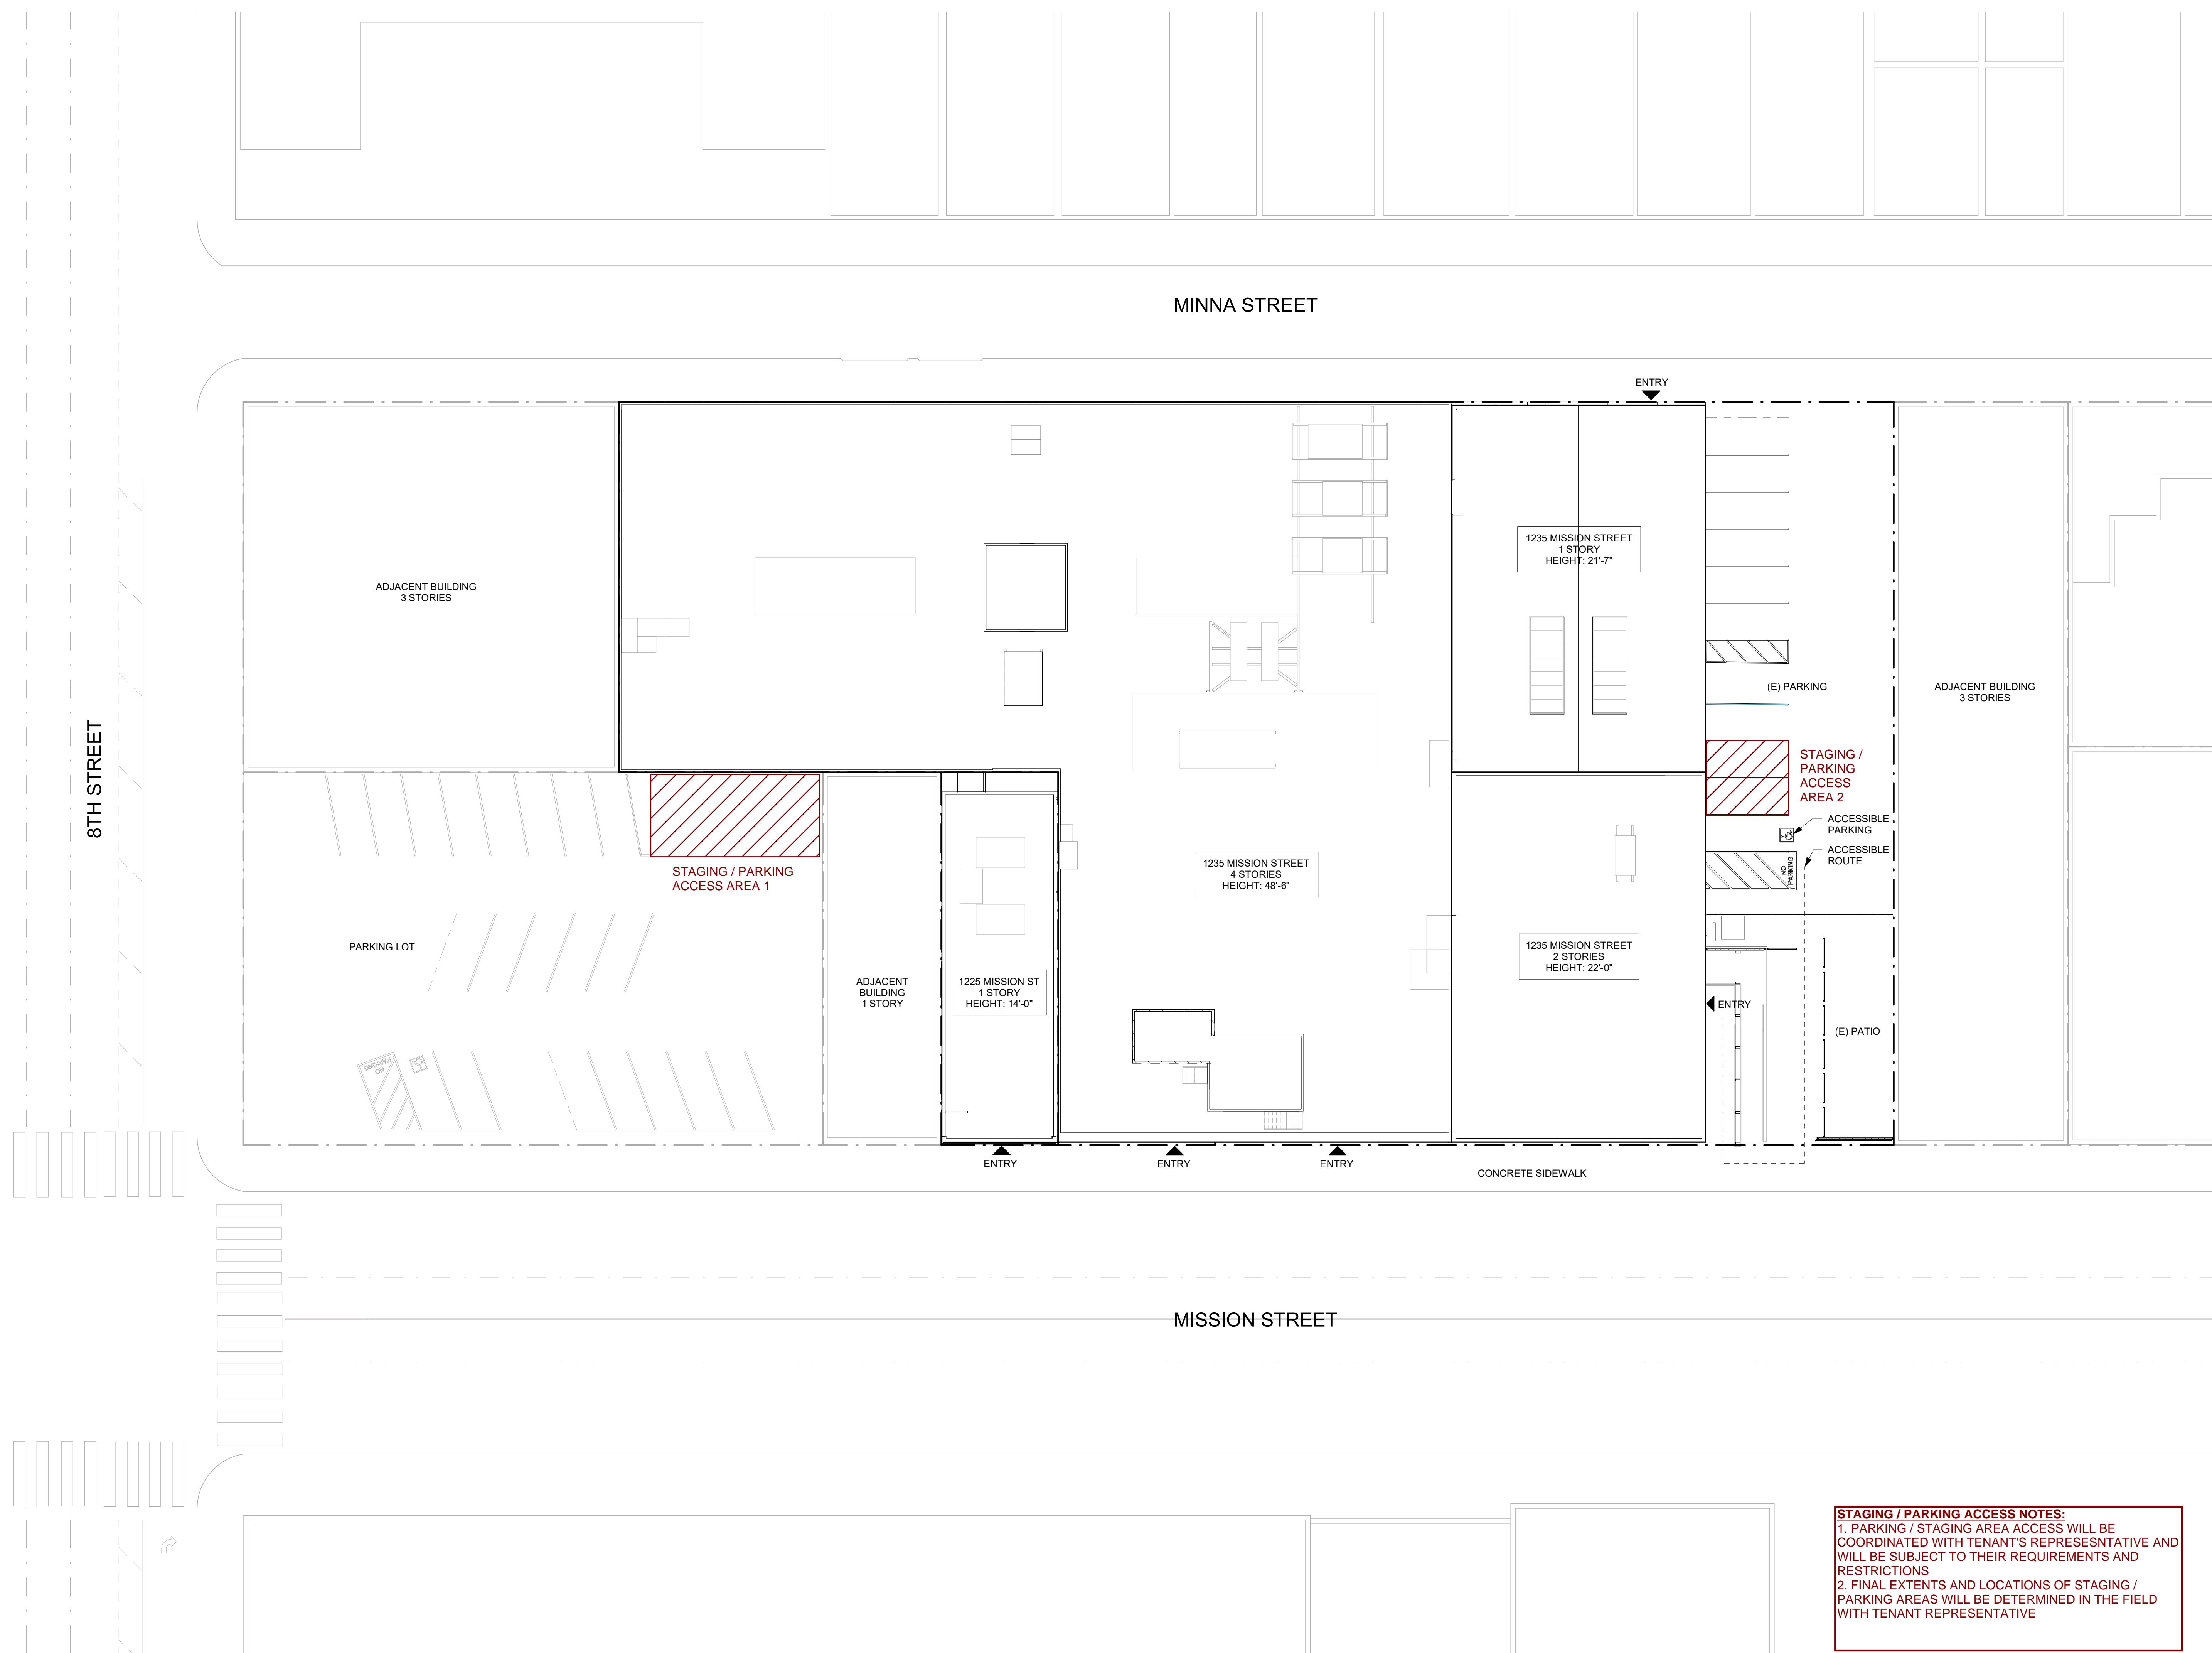 MINNA STREET
ENTRY
1235 MISSION STREET
1 STORY
HEIGHT: 21'-7"
ADJACENT BUILDING
3 STORIES
(E) PARKING
ADJACENT BUILDING
3 STORIES
8TH STREET
STAGING /
PARKING
ACCESS
AREA 2
ACCESSIBLE
PARKING
ACCESSIBLE
ROUTE
NO
PARKING
STAGING / PARKING
ACCESS AREA 1
1235 MISSION STREET
4 STORIES
HEIGHT: 48'-6"
PARKING LOT
1235 MISSION STREET
2 STORIES
HEIGHT: 22'-0"
ADJACENT
BUILDING
1 STORY
1225 MISSION ST
1 STORY
HEIGHT: 14'-0"
ENTRY
(E) PATIO
NO
PARKING
ENTRY
ENTRY
ENTRY
CONCRETE SIDEWALK
MISSION STREET
STAGING / PARKING ACCESS NOTES:
1. PARKING / STAGING AREA ACCESS WILL BE
COORDINATED WITH TENANT'S REPRESESNTATIVE AND
WILL BE SUBJECT TO THEIR REQUIREMENTS AND
RESTRICTIONS
2. FINAL EXTENTS AND LOCATIONS OF STAGING /
PARKING AREAS WILL BE DETERMINED IN THE FIELD
WITH TENANT REPRESENTATIVE